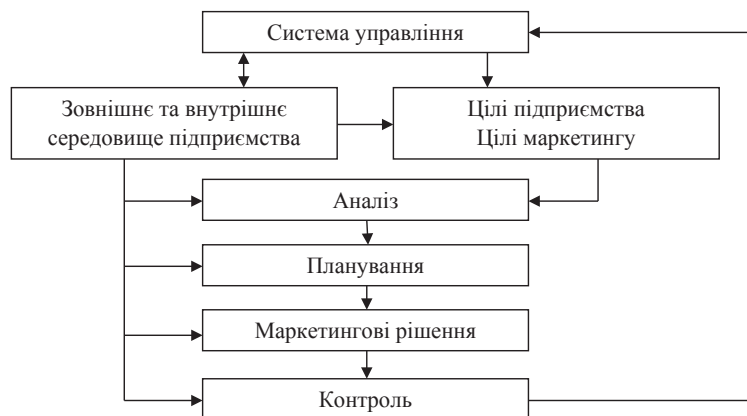 Система управління
Зовнішнє та внутрішнє
середовище підприємства
Цілі підприємства
Цілі маркетингу
Аналіз
Планування
Маркетингові рішення
Контроль